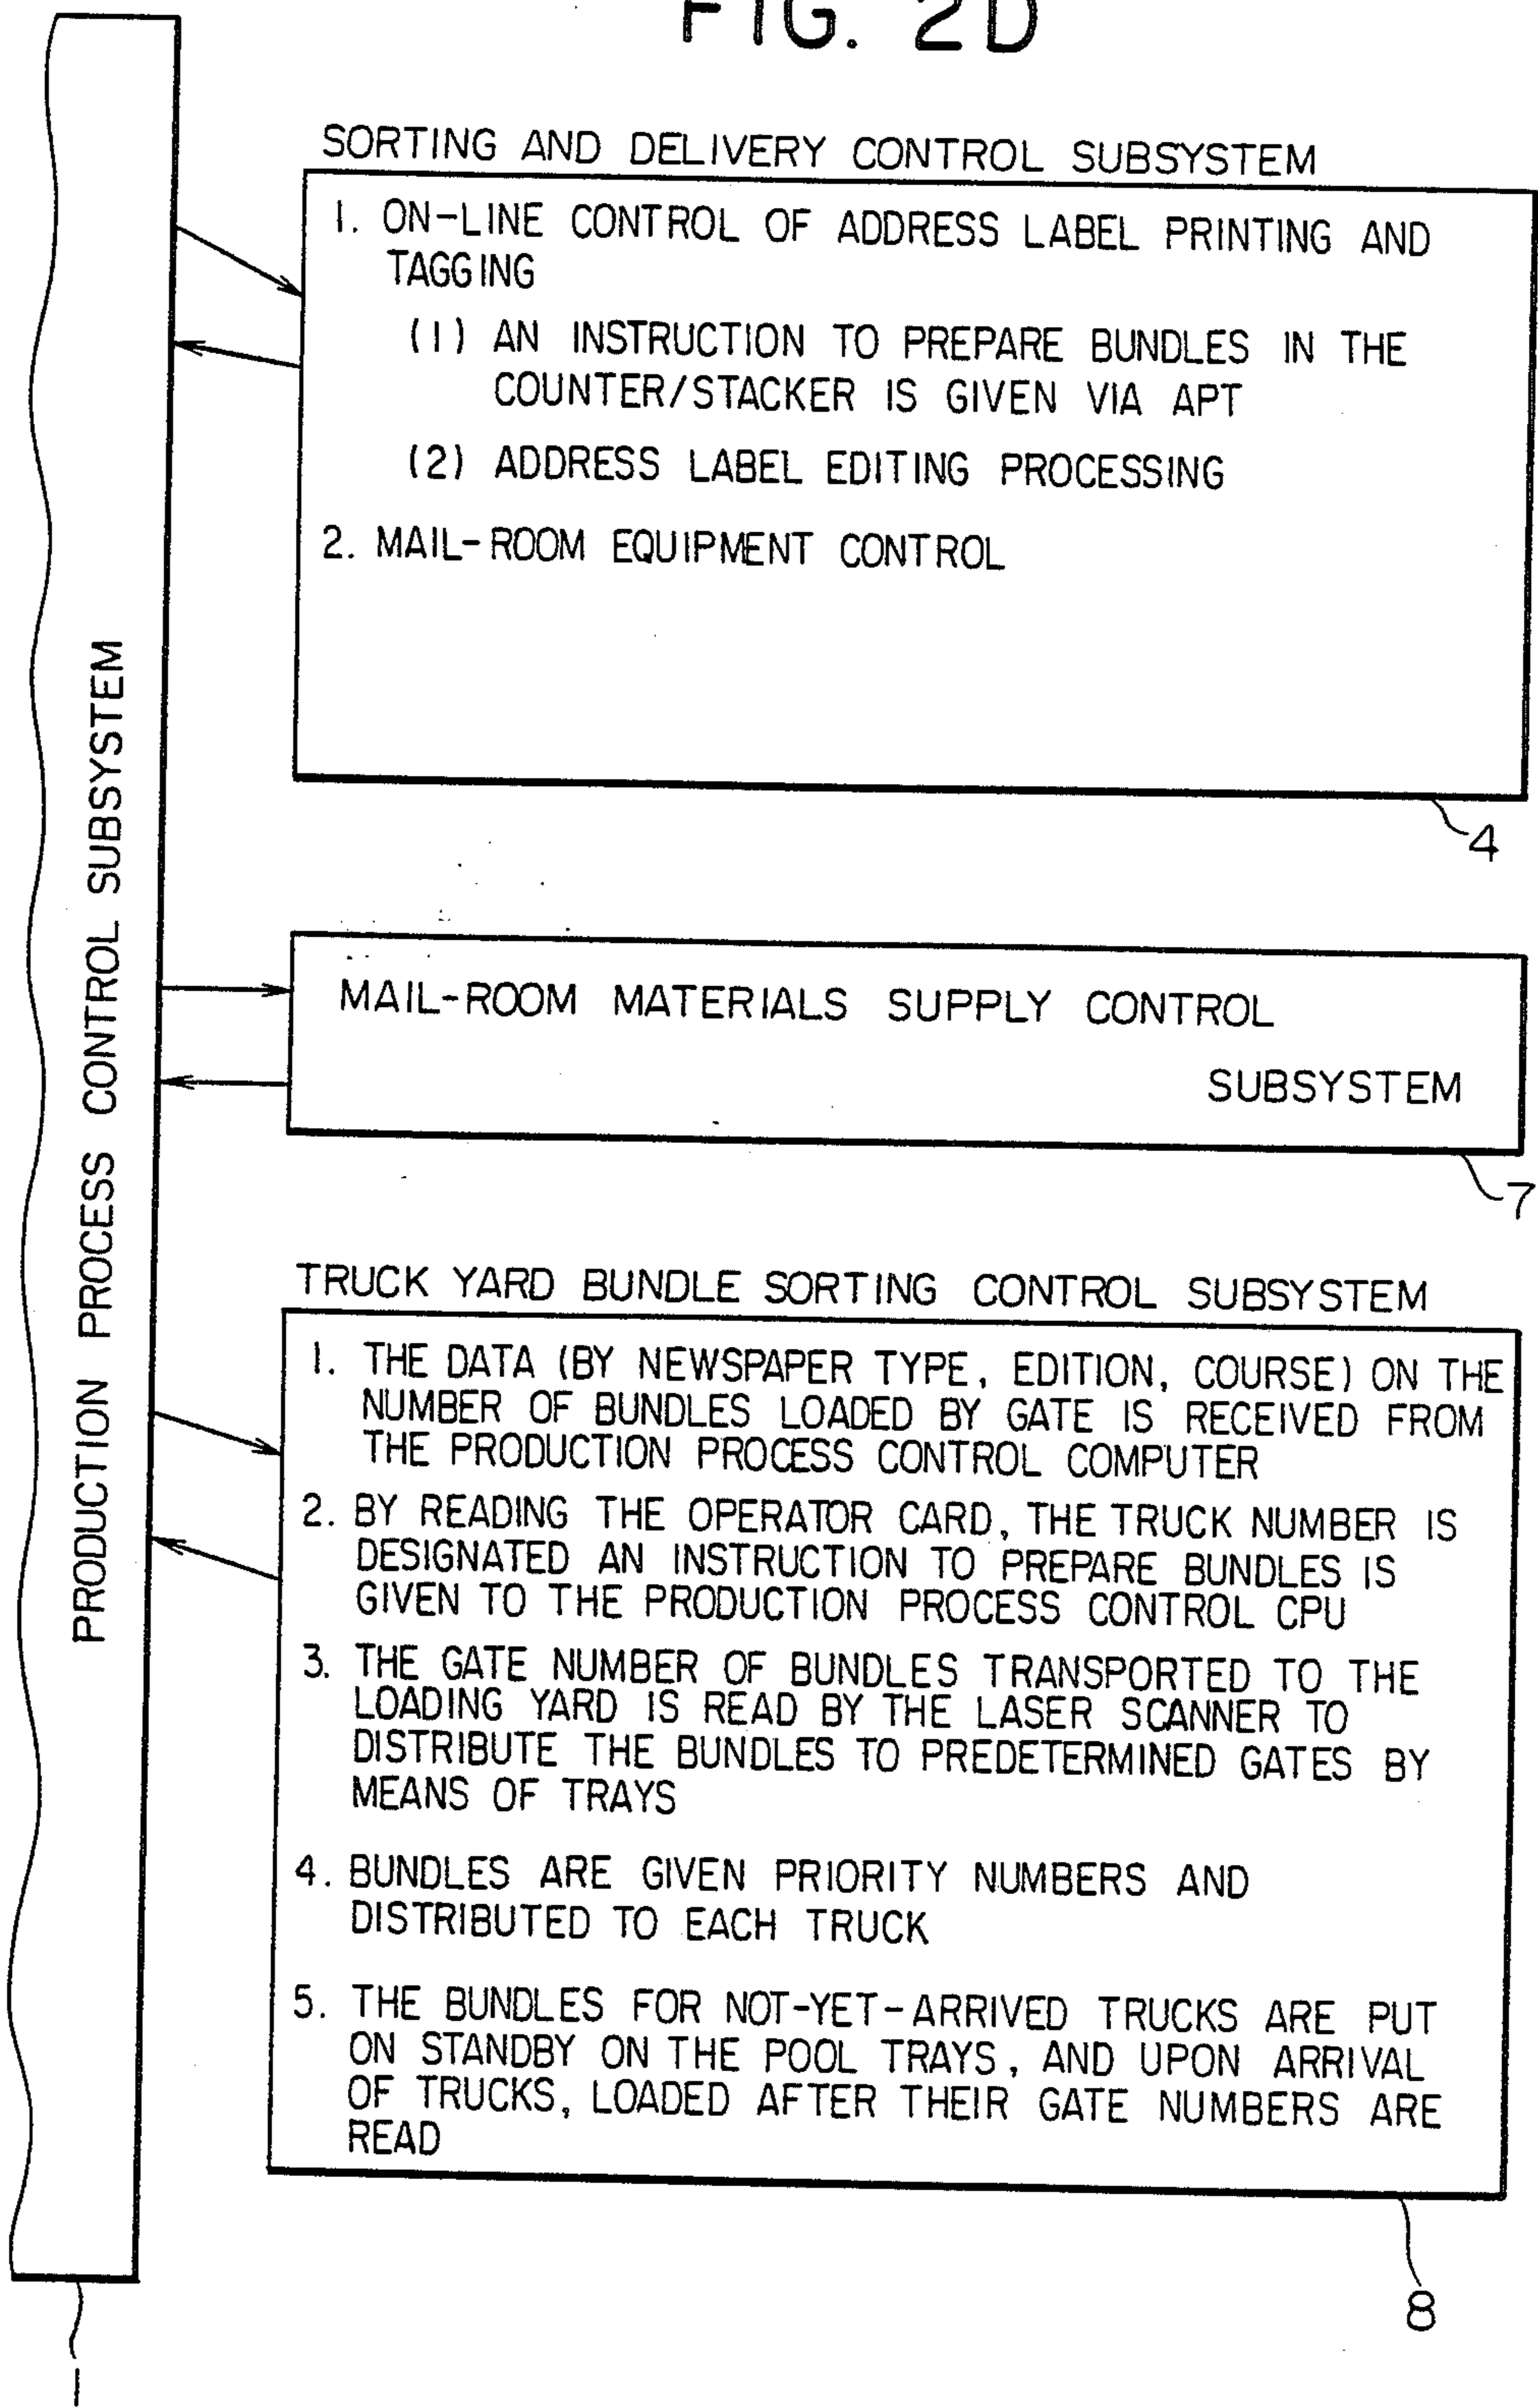 FIG. 2D
SORTING AND DELIVERY CONTROL SUBSYSTEM
1. ON-LINE CONTROL OF ADDRESS LABEL PRINTING AND
TAGGING
(1) AN INSTRUCTION TO PREPARE BUNDLES IN THE
COUNTER/STACKER IS GIVEN VIA APT
(2) ADDRESS LABEL EDITING PROCESSING
2. MAIL-ROOM EQUIPMENT CONTROL
4
PRODUCTION PROCESS CONTROL SUBSYSTEM
MAIL-ROOM MATERIALS SUPPLY CONTROL
SUBSYSTEM
7
TRUCK YARD BUNDLE SORTING CONTROL SUBSYSTEM
1. THE DATA (BY NEWSPAPER TYPE, EDITION, COURSE) ON THE
NUMBER OF BUNDLES LOADED BY GATE IS RECEIVED FROM
THE PRODUCTION PROCESS CONTROL COMPUTER
2. BY READING THE OPERATOR CARD, THE TRUCK NUMBER IS
DESIGNATED AN INSTRUCTION TO PREPARE BUNDLES IS
GIVEN TO THE PRODUCTION PROCESS CONTROL CPU
3. THE GATE NUMBER OF BUNDLES TRANSPORTED TO THE
LOADING YARD IS READ BY THE LASER SCANNER TO
DISTRIBUTE THE BUNDLES TO PREDETERMINED GATES BY
MEANS OF TRAYS
4. BUNDLES ARE GIVEN PRIORITY NUMBERS AND
DISTRIBUTED TO EACH TRUCK
5. THE BUNDLES FOR NOT-YET-ARRIVED TRUCKS ARE PUT
ON STANDBY ON THE POOL TRAYS, AND UPON ARRIVAL
OF TRUCKS, LOADED AFTER THEIR GATE NUMBERS ARE
READ
8
1